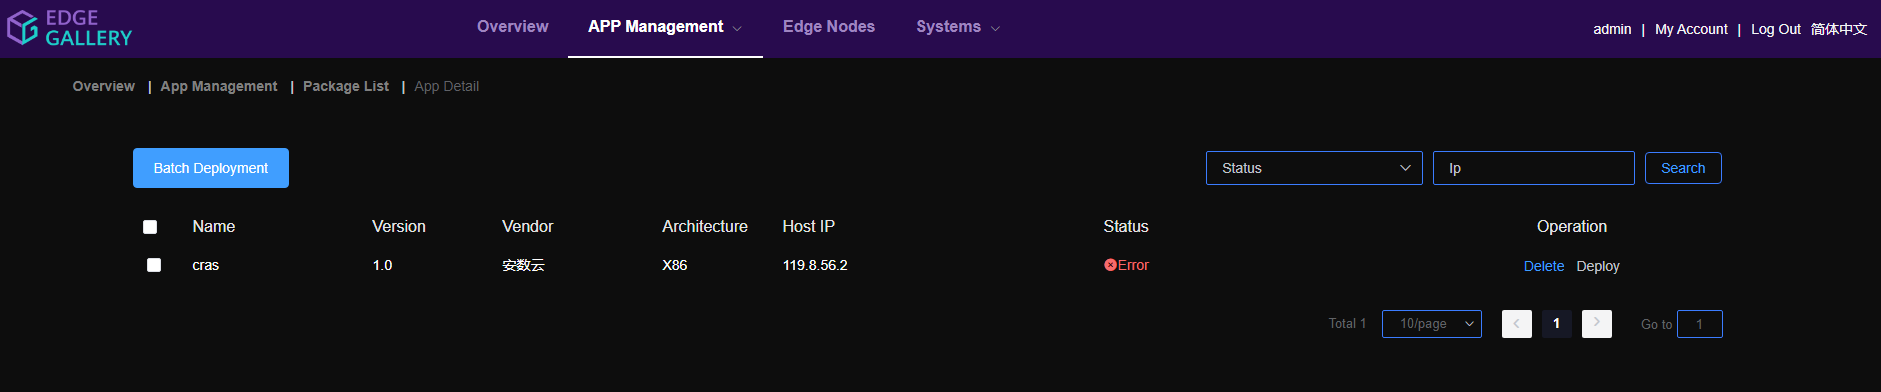 EDGE GALLERY
Overview APP Management Edge Nodes Systems admin | My Account | Log Out 简体中文
Overview | App Management | Package List | App Detail
Batch Deployment Status Ip Search
Name Version Vendor Architecture Host IP Status Operation
cras 1.0 安数云 X86 119.8.56.2 Error Delete Deploy
Total 1 10/page 1 Go to 1